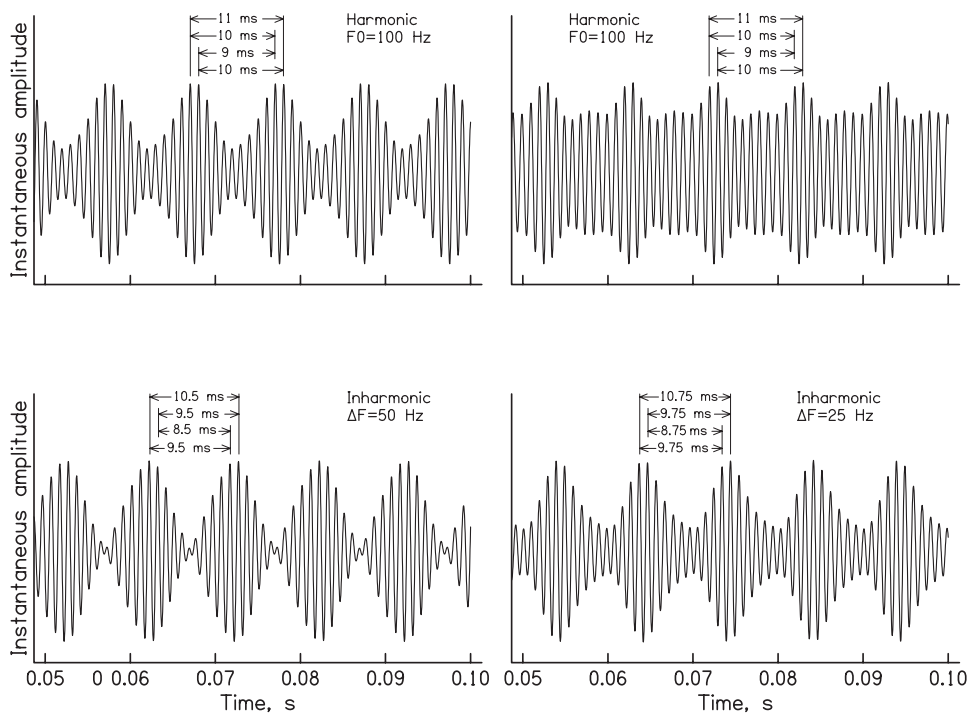 11 ms
10 ms
9 ms
10 ms
Harmonic
F0=100 Hz
Instantaneous amplitude
11 ms
10 ms
9 ms
10 ms
Harmonic
F0=100 Hz
10.5 ms
9.5 ms
8.5 ms
9.5 ms
Inharmonic
ΔF=50 Hz
Instantaneous amplitude
0.05 0 0.06 0.07 0.08 0.09 0.10
Time, s
10.75 ms
9.75 ms
8.75 ms
9.75 ms
Inharmonic
ΔF=25 Hz
0.05 0.06 0.07 0.08 0.09 0.10
Time, s